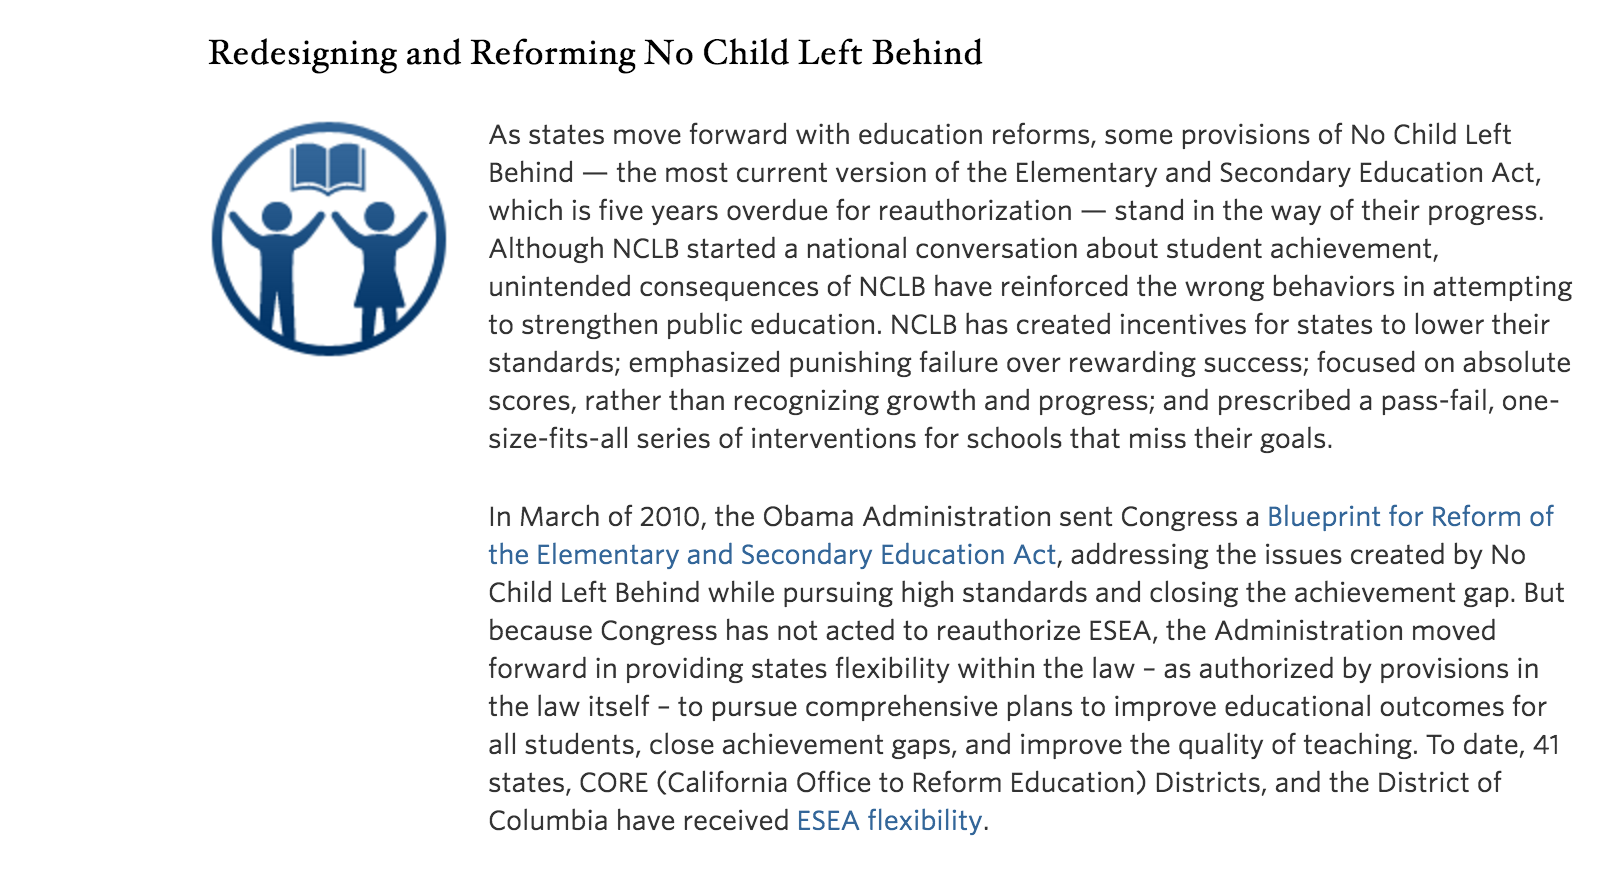 Redesigning and Reforming No Child Left Behind
As states move forward with education reforms, some provisions of No Child Left
Behind — the most current version of the Elementary and Secondary Education Act,
which is five years overdue for reauthorization — stand in the way of their progress.
Although NCLB started a national conversation about student achievement,
unintended consequences of NCLB have reinforced the wrong behaviors in attempting
to strengthen public education. NCLB has created incentives for states to lower their
standards; emphasized punishing failure over rewarding success; focused on absolute
scores, rather than recognizing growth and progress; and prescribed a pass-fail, one-
size-fits-all series of interventions for schools that miss their goals.
In March of 2010, the Obama Administration sent Congress a Blueprint for Reform of
the Elementary and Secondary Education Act, addressing the issues created by No
Child Left Behind while pursuing high standards and closing the achievement gap. But
because Congress has not acted to reauthorize ESEA, the Administration moved
forward in providing states flexibility within the law – as authorized by provisions in
the law itself – to pursue comprehensive plans to improve educational outcomes for
all students, close achievement gaps, and improve the quality of teaching. To date, 41
states, CORE (California Office to Reform Education) Districts, and the District of
Columbia have received ESEA flexibility.